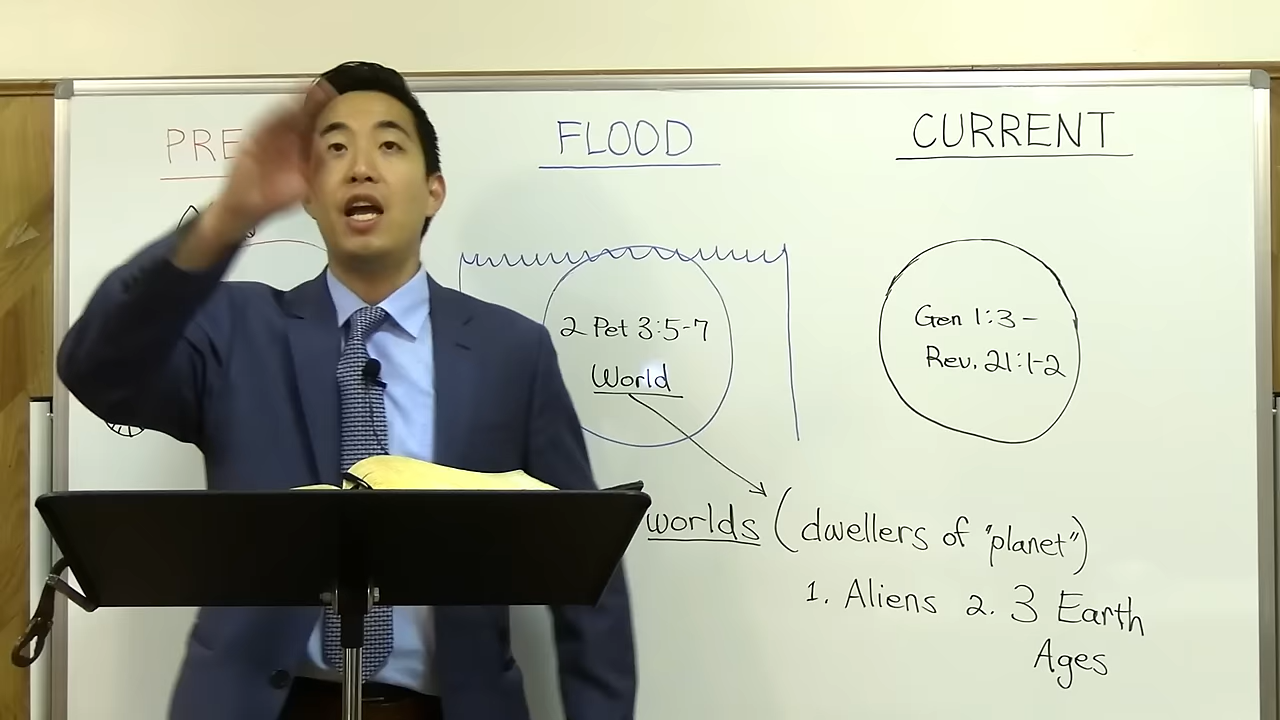 PRE
FLOOD
CURRENT
2 Pet 3:5-7
World
Gen 1:3 -
Rev. 21:1-2
worlds (dwellers of "planet")
1. Aliens 2. 3 Earth
Ages